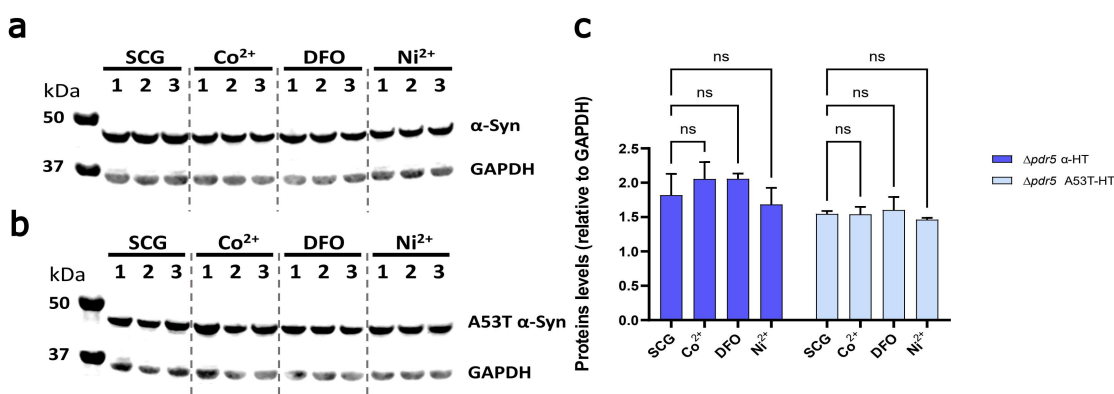 a
SCG Co²⁺ DFO Ni²⁺
kDa 1 2 3 1 2 3 1 2 3 1 2 3
50
α-Syn
37
GAPDH
b
SCG Co²⁺ DFO Ni²⁺
kDa 1 2 3 1 2 3 1 2 3 1 2 3
50
A53T α-Syn
37
GAPDH
c
Proteins levels (relative to GAPDH)
ns ns
ns ns
ns ns
2.5
2.0
1.5
1.0
0.5
0.0
SCG Co²⁺ DFO Ni²⁺ SCG Co²⁺ DFO Ni²⁺
Δpdr5 α-HT
Δpdr5 A53T-HT